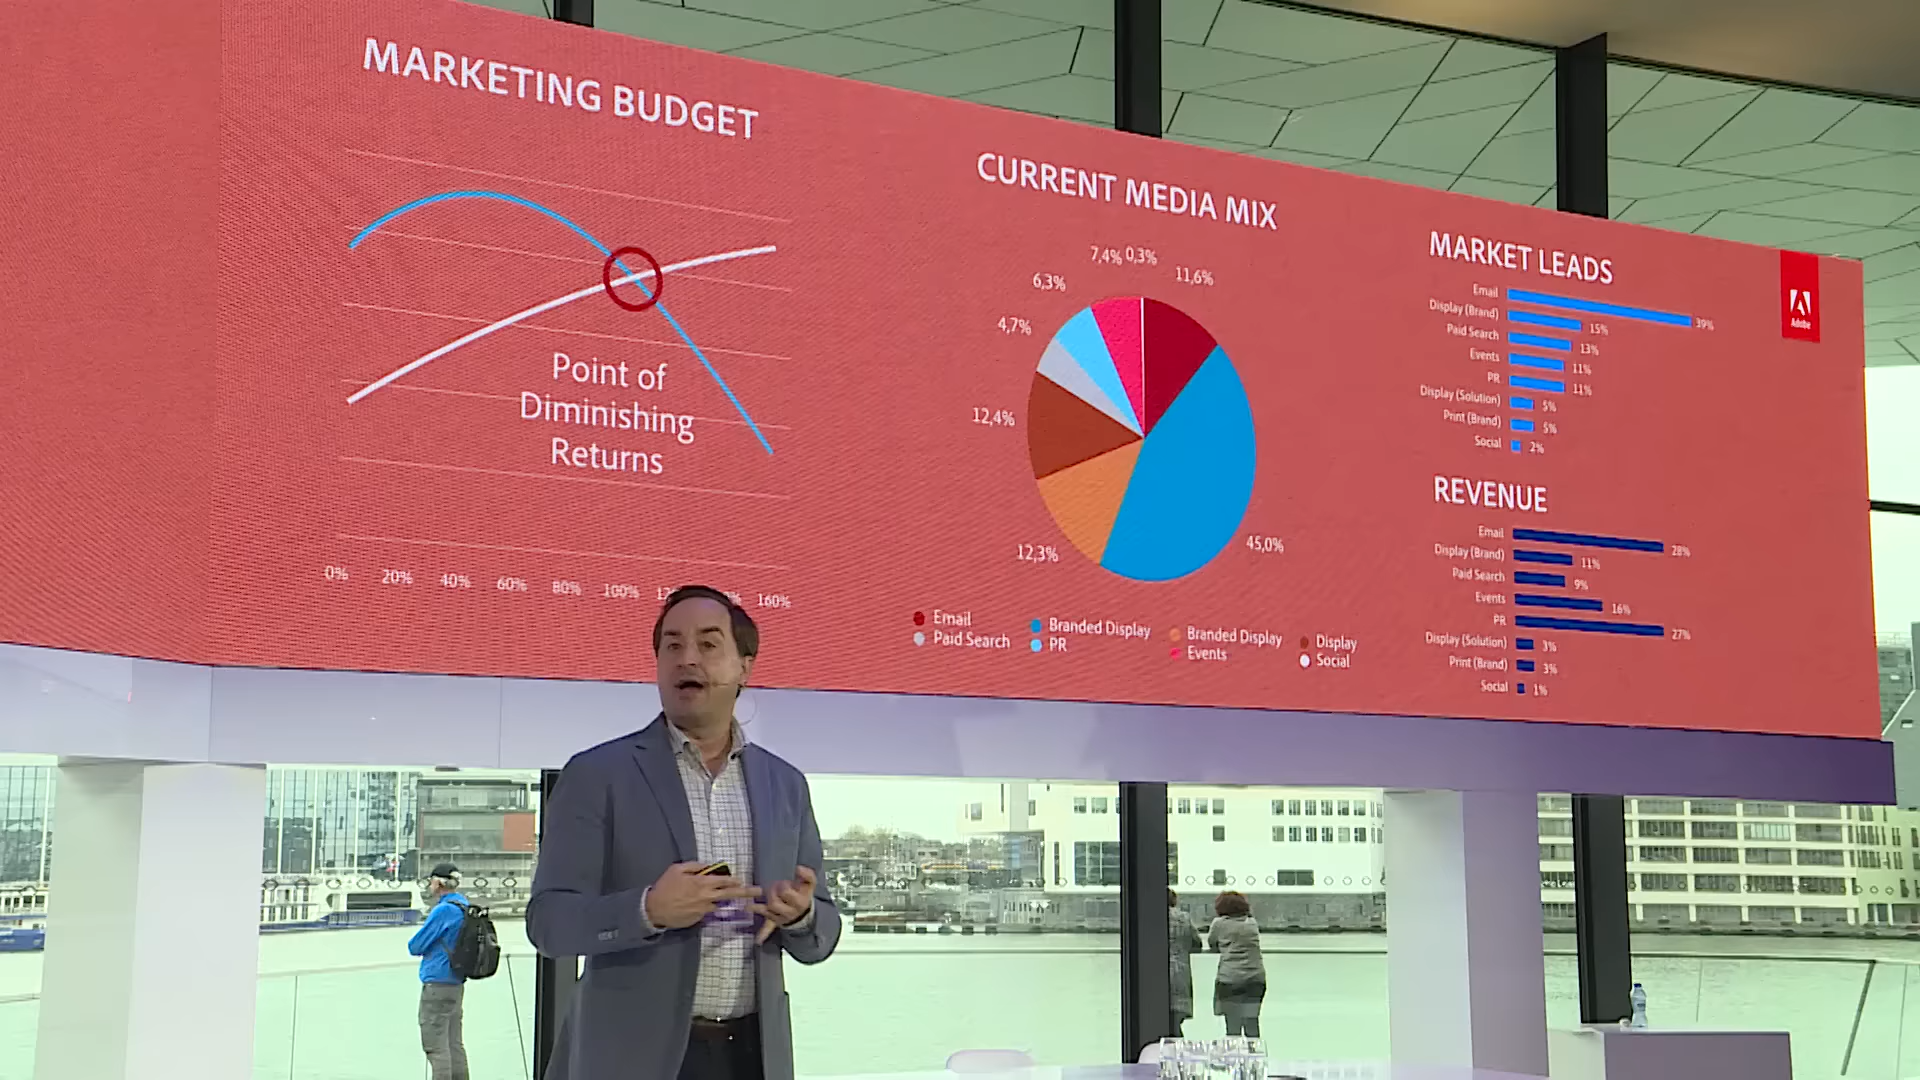 MARKETING BUDGET
Point of
Diminishing
Returns
0% 20% 40% 60% 80% 100% 160%
CURRENT MEDIA MIX
7,4% 0,3% 11,6%
6,3%
4,7%
12,4%
12,3%
45,0%
Email Branded Display Branded Display Display
Paid Search PR Events Social
MARKET LEADS
Email 39%
Display (Brand) 15%
Paid Search 13%
Events 11%
PR 11%
Display (Solution) 5%
Print (Brand) 5%
Social 2%
REVENUE
Email 28%
Display (Brand) 11%
Paid Search 9%
Events 16%
PR 27%
Display (Solution) 3%
Print (Brand) 3%
Social 1%
Adobe